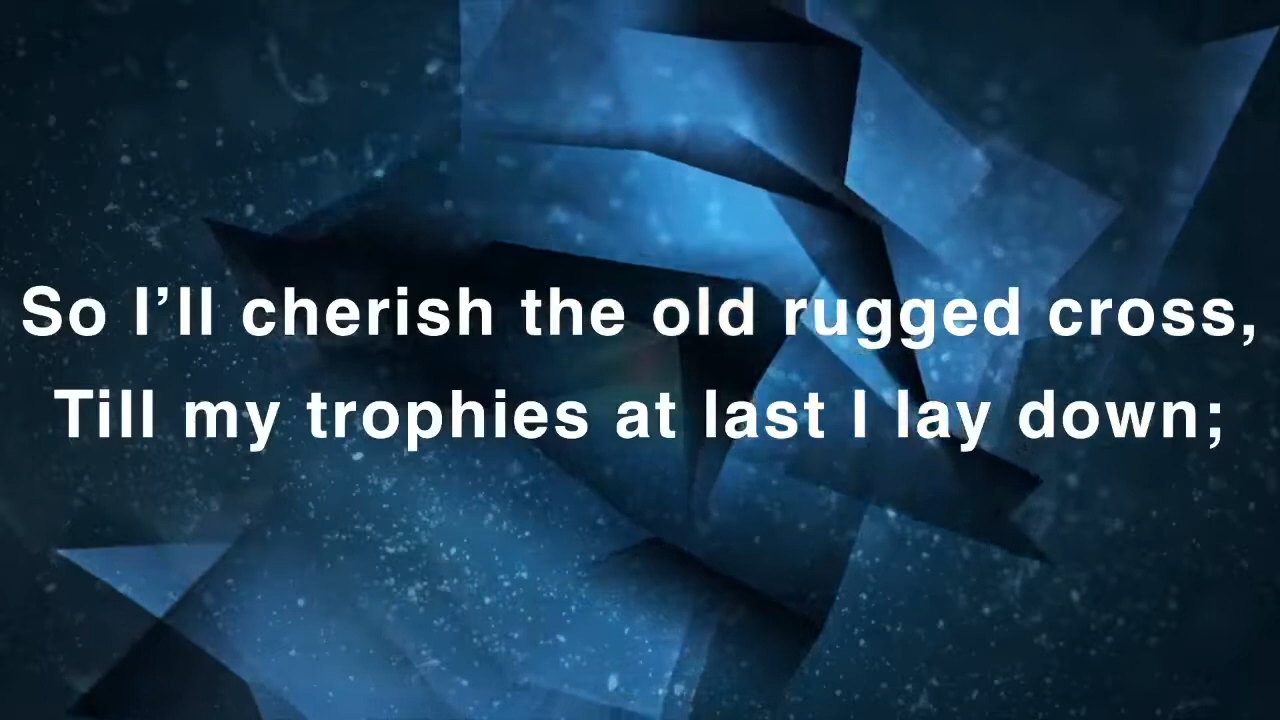 So I’ll cherish the old rugged cross,
Till my trophies at last I lay down;